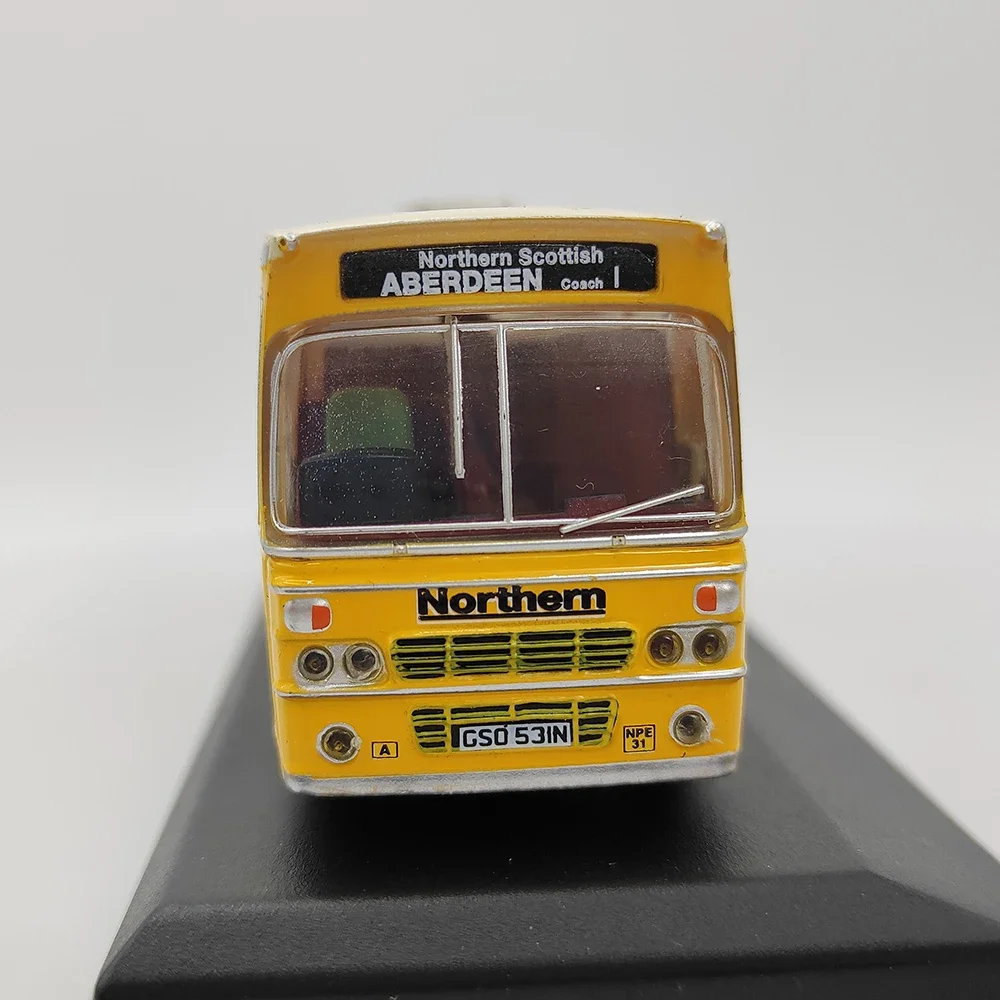 Northern Scottish
ABERDEEN Coach 1
Northern
GSO 531N
A
NPE
31